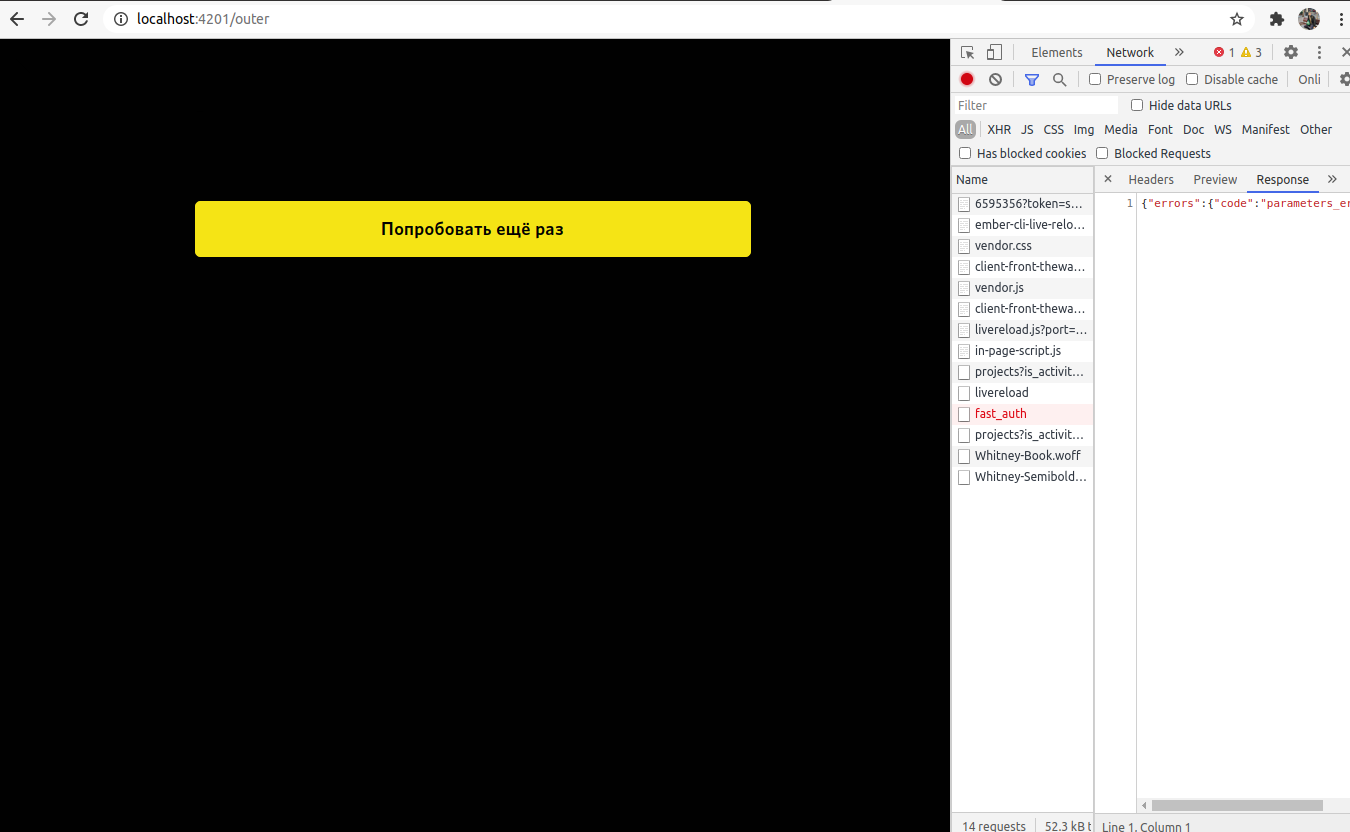 localhost:4201/outer
Elements Network » 1 3
Preserve log Disable cache Onli
Filter Hide data URLs
All XHR JS CSS Img Media Font Doc WS Manifest Other
Has blocked cookies Blocked Requests
Name × Headers Preview Response »
6595356?token=s... 1 {"errors":{"code":"parameters_er
ember-cli-live-relo...
vendor.css
client-front-thewa...
vendor.js
client-front-thewa...
livereload.js?port=...
in-page-script.js
projects?is_activit...
livereload
fast_auth
projects?is_activit...
Whitney-Book.woff
Whitney-Semibold...
Попробовать ещё раз
14 requests 52.3 kB t Line 1, Column 1